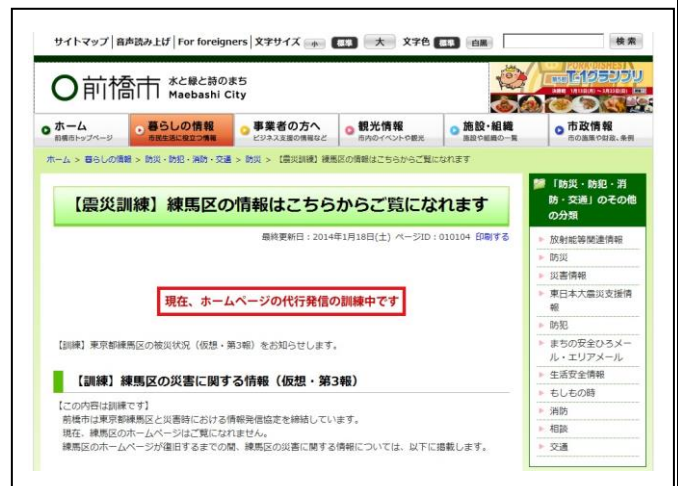 サイトマップ 音声読み上げ For foreigners 文字サイズ 小 標準 大 文字色 標準 白黒 検索
前橋市 水と緑と詩のまち
Maebashi City
T-1グランプリ
ホーム 暮らしの情報 事業者の方へ 観光情報 施設・組織 市政情報
前橋市トップページ 市民生活に役立つ情報 ビジネス支援の情報など 市内のイベントや観光 施設や組織の一覧 市の施策や財政、条例
ホーム > 暮らしの情報 > 防災・防犯・消防・交通 > 防災 > 【震災訓練】練馬区の情報はこちらからご覧になれます
【震災訓練】練馬区の情報はこちらからご覧になれます
最終更新日:2014年1月18日(土) ページID:010104 印刷する
現在、ホームページの代行発信の訓練中です
【訓練】東京都練馬区の被災状況(仮想・第3報)をお知らせします。
【訓練】練馬区の災害に関する情報(仮想・第3報)
【この内容は訓練です】
前橋市は東京都練馬区と災害時における情報発信協定を締結しています。
現在、練馬区のホームページはご覧になれません。
練馬区のホームページが復旧するまでの間、練馬区の災害に関する情報については、以下に掲載します。
「防災・防犯・消
防・交通」のその他
の分類
放射能等関連情報
防災
災害情報
東日本大震災支援情
報
防犯
まちの安全ひろメー
ル・エリアメール
生活安全情報
もしもの時
消防
相談
交通